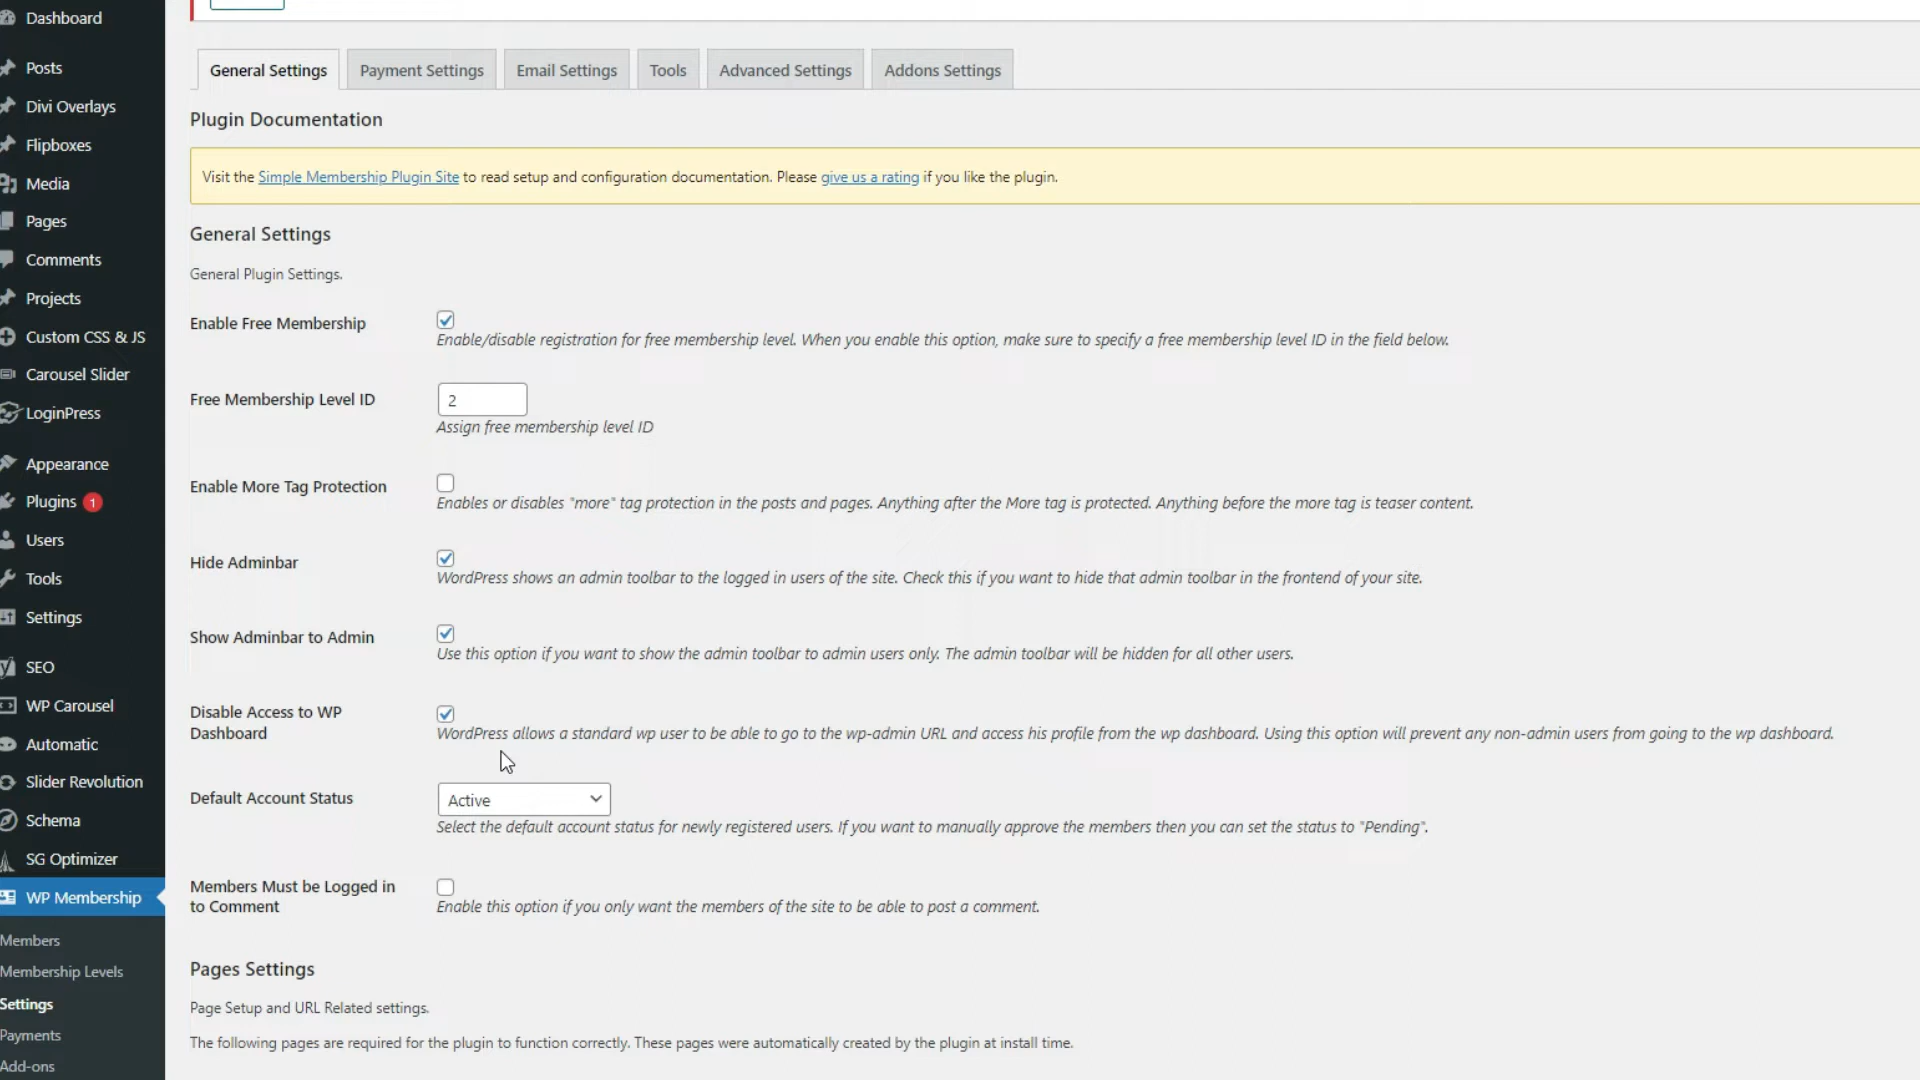 Dashboard
Posts
Divi Overlays
Flipboxes
Media
Pages
Comments
Projects
Custom CSS & JS
Carousel Slider
LoginPress
Appearance
Plugins 1
Users
Tools
Settings
SEO
WP Carousel
Automatic
Slider Revolution
Schema
SG Optimizer
WP Membership
Members
Membership Levels
Settings
Payments
Add-ons
General Settings Payment Settings Email Settings Tools Advanced Settings Addons Settings
Plugin Documentation
Visit the Simple Membership Plugin Site to read setup and configuration documentation. Please give us a rating if you like the plugin.
General Settings
General Plugin Settings.
Enable Free Membership
Enable/disable registration for free membership level. When you enable this option, make sure to specify a free membership level ID in the field below.
Free Membership Level ID 2
Assign free membership level ID
Enable More Tag Protection
Enables or disables "more" tag protection in the posts and pages. Anything after the More tag is protected. Anything before the more tag is teaser content.
Hide Adminbar
WordPress shows an admin toolbar to the logged in users of the site. Check this if you want to hide that admin toolbar in the frontend of your site.
Show Adminbar to Admin
Use this option if you want to show the admin toolbar to admin users only. The admin toolbar will be hidden for all other users.
Disable Access to WP
Dashboard
WordPress allows a standard wp user to be able to go to the wp-admin URL and access his profile from the wp dashboard. Using this option will prevent any non-admin users from going to the wp dashboard.
Default Account Status Active
Select the default account status for newly registered users. If you want to manually approve the members then you can set the status to "Pending".
Members Must be Logged in
to Comment
Enable this option if you only want the members of the site to be able to post a comment.
Pages Settings
Page Setup and URL Related settings.
The following pages are required for the plugin to function correctly. These pages were automatically created by the plugin at install time.